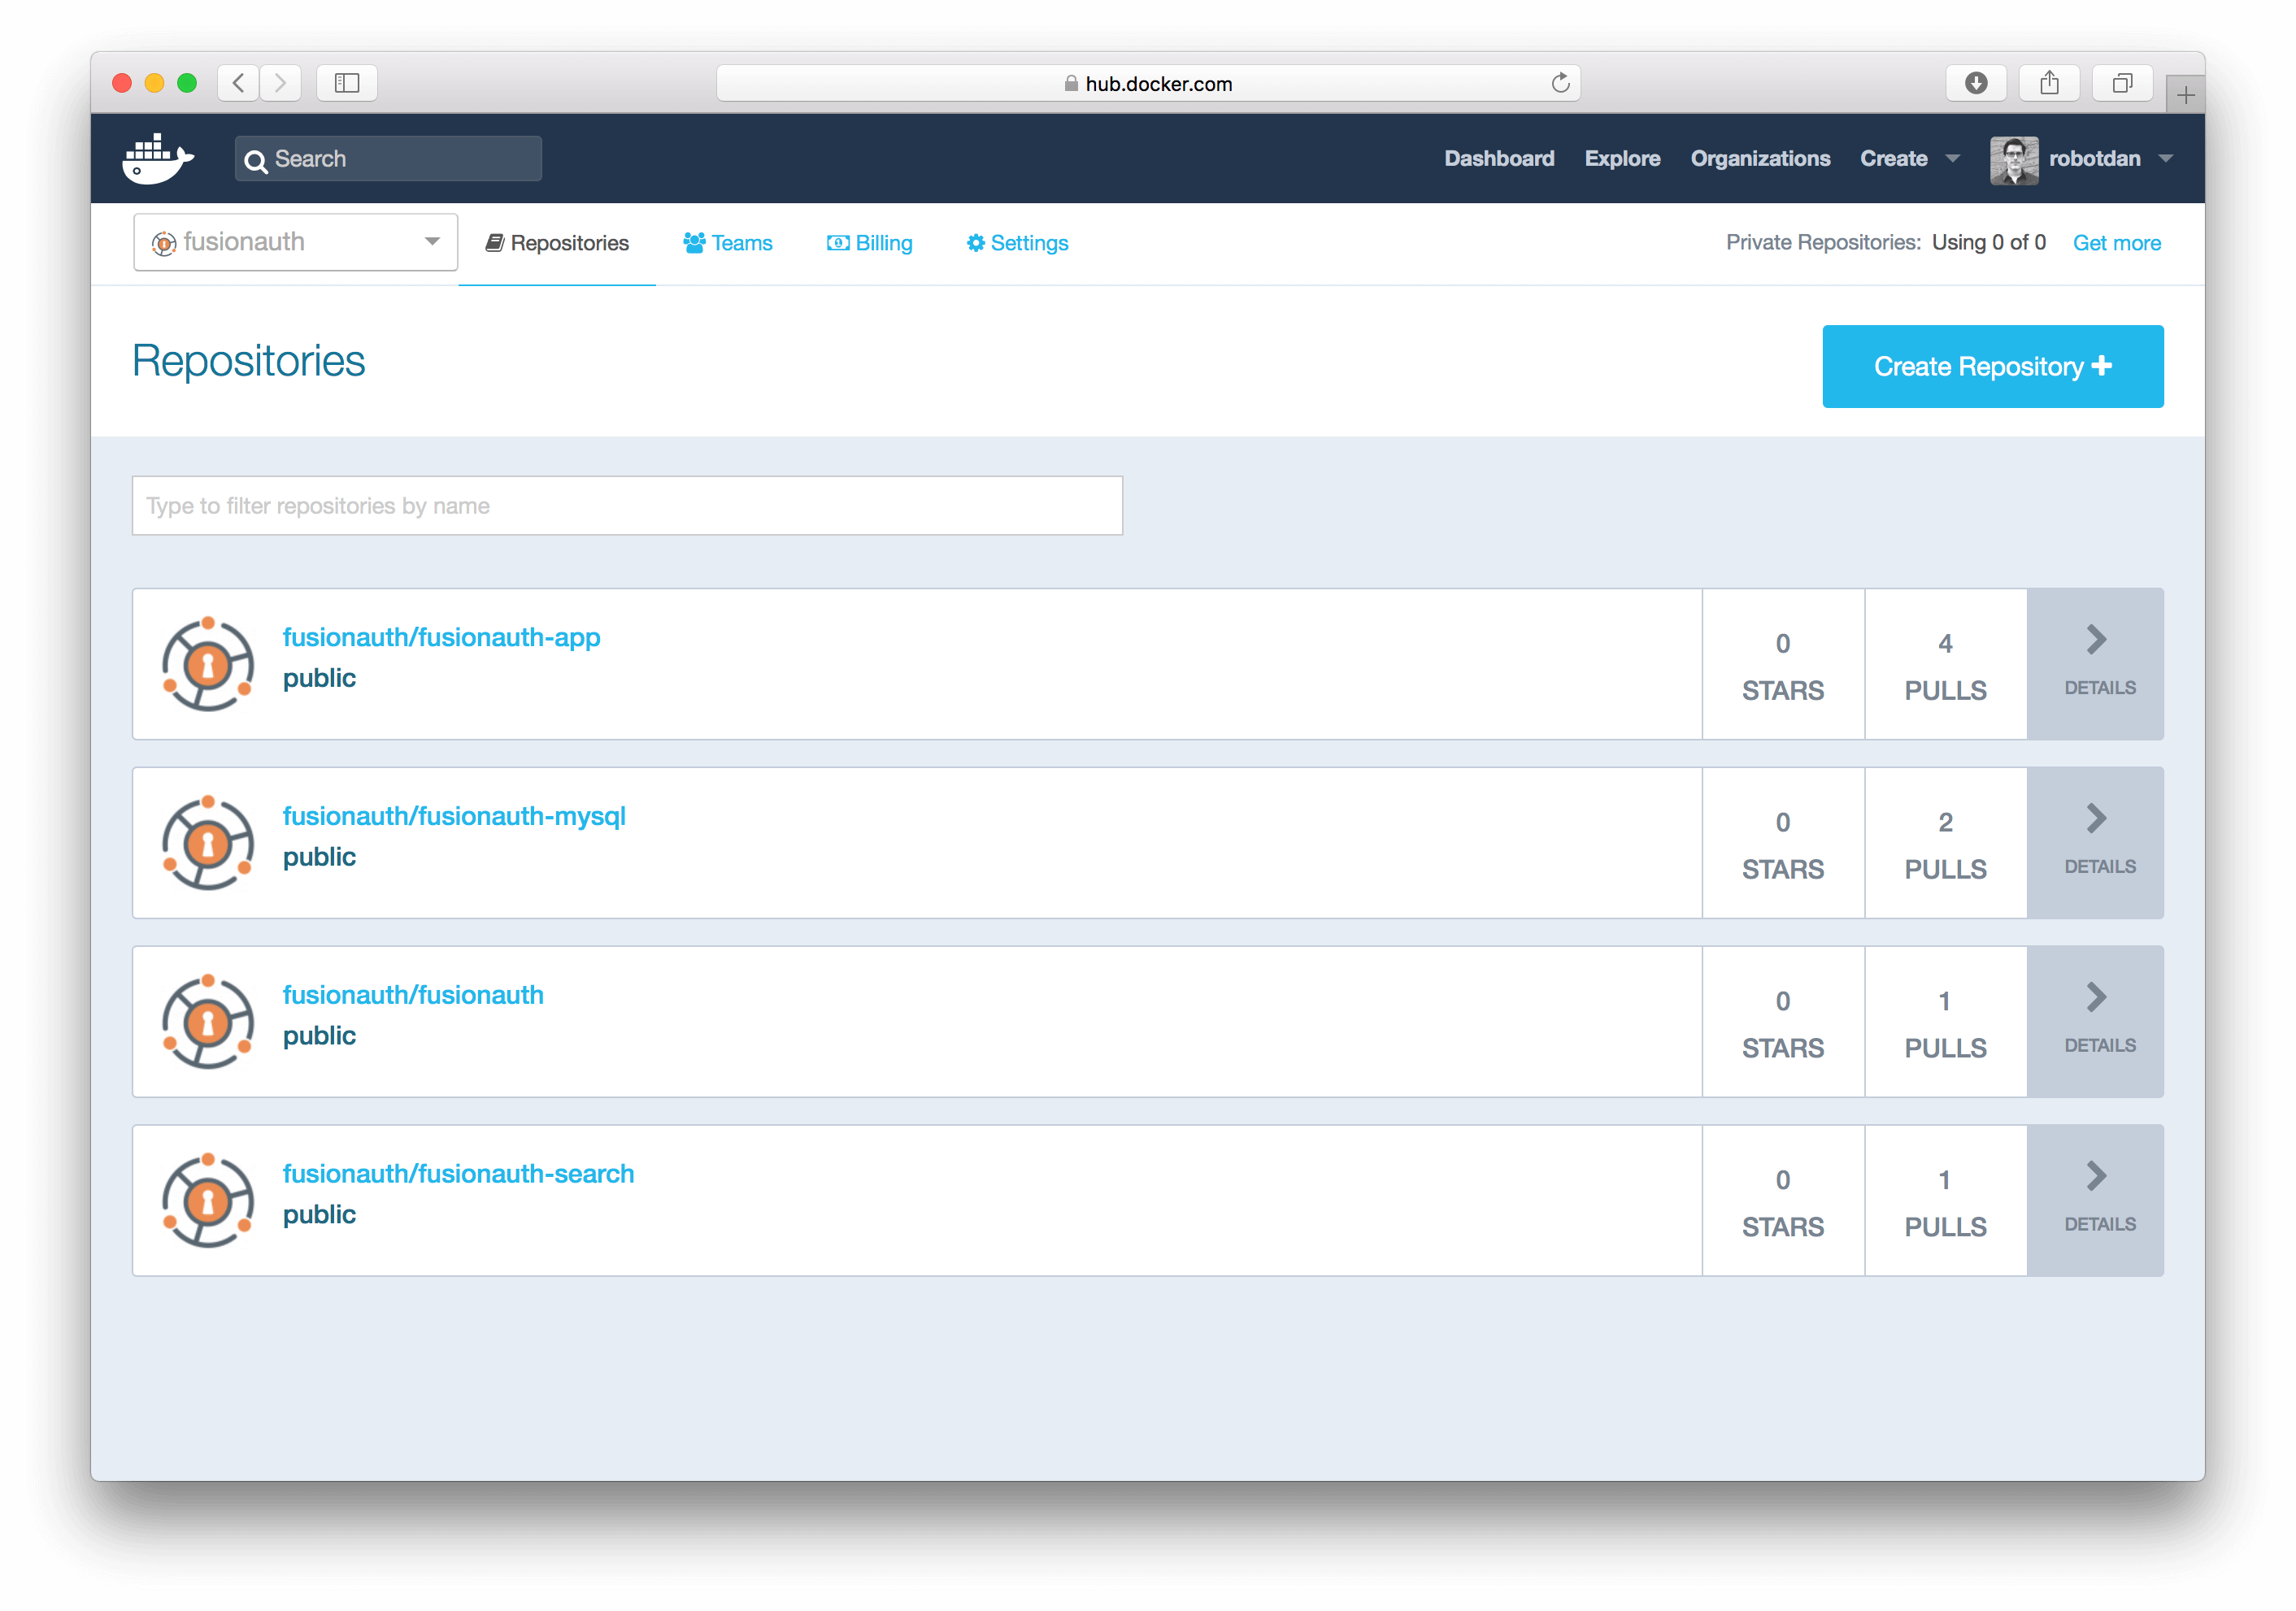 hub.docker.com
Search
Dashboard Explore Organizations Create robotdan
fusionauth Repositories Teams Billing Settings Private Repositories: Using 0 of 0 Get more
Repositories
Create Repository
Type to filter repositories by name
fusionauth/fusionauth-app
public
0
STARS
4
PULLS
DETAILS
fusionauth/fusionauth-mysql
public
0
STARS
2
PULLS
DETAILS
fusionauth/fusionauth
public
0
STARS
1
PULLS
DETAILS
fusionauth/fusionauth-search
public
0
STARS
1
PULLS
DETAILS